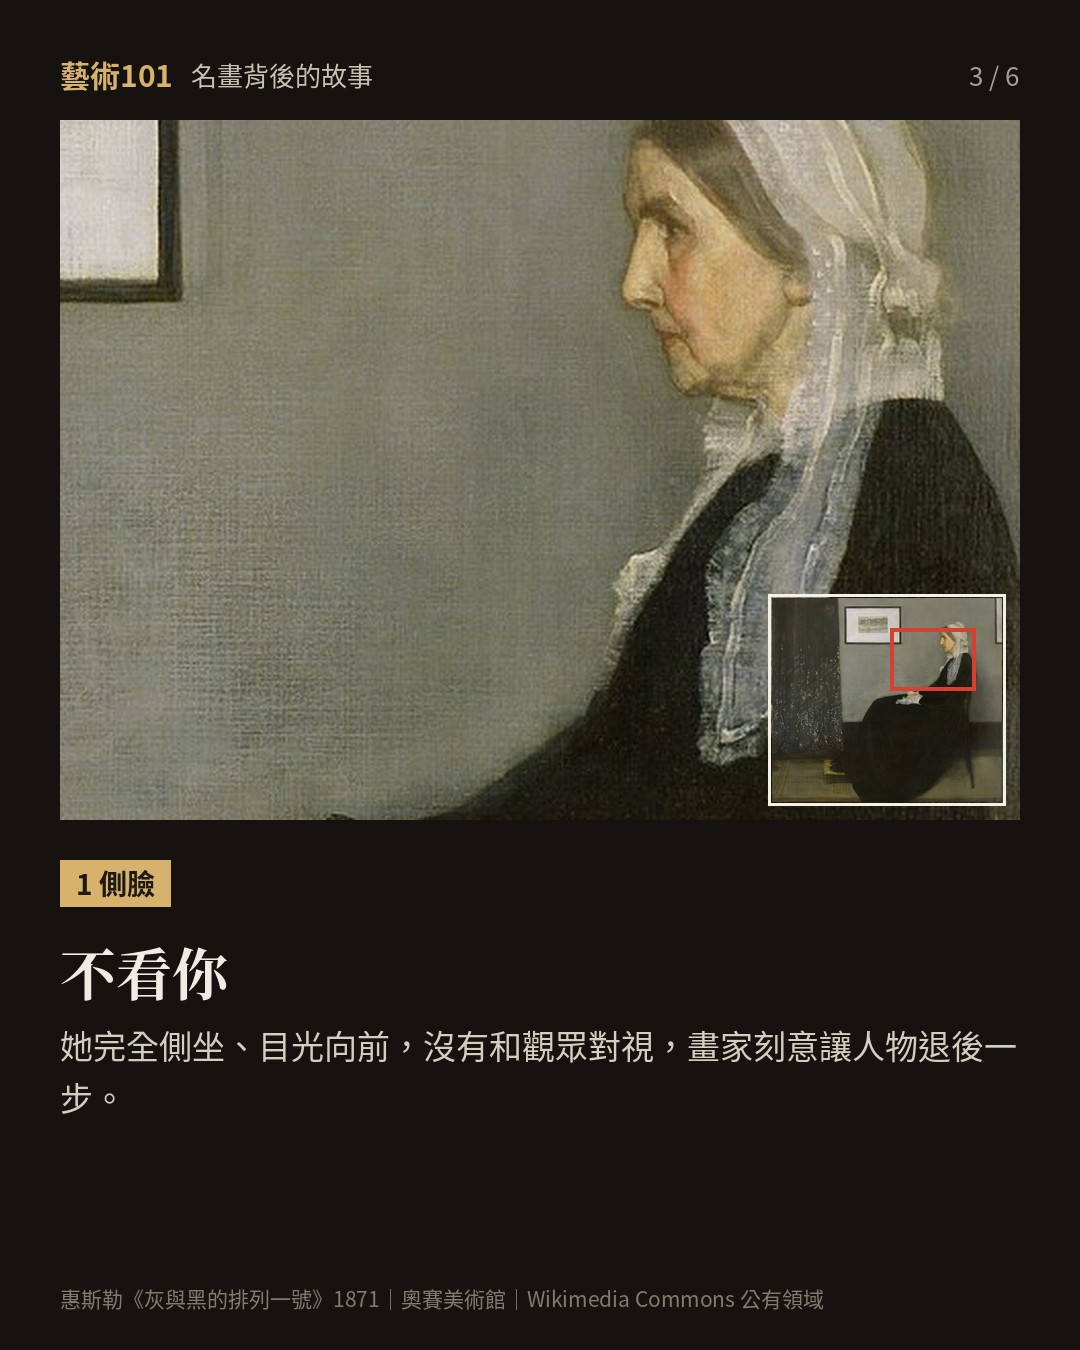 藝術101 名畫背後的故事 3 / 6
1 側臉
不看你
她完全側坐、目光向前，沒有和觀眾對視，畫家刻意讓人物退後一
步。
惠斯勒《灰與黑的排列一號》1871｜奧賽美術館｜Wikimedia Commons 公有領域